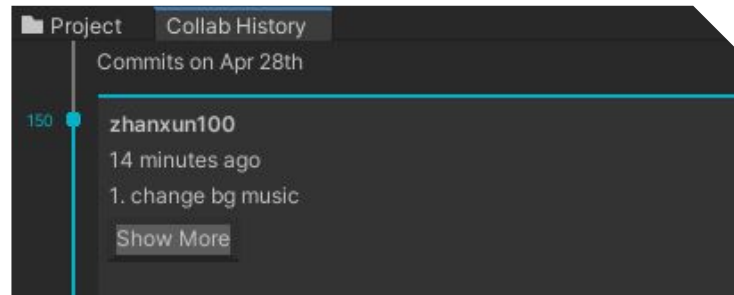 Project Collab History
Commits on Apr 28th
150 zhanxun100
14 minutes ago
1. change bg music
Show More